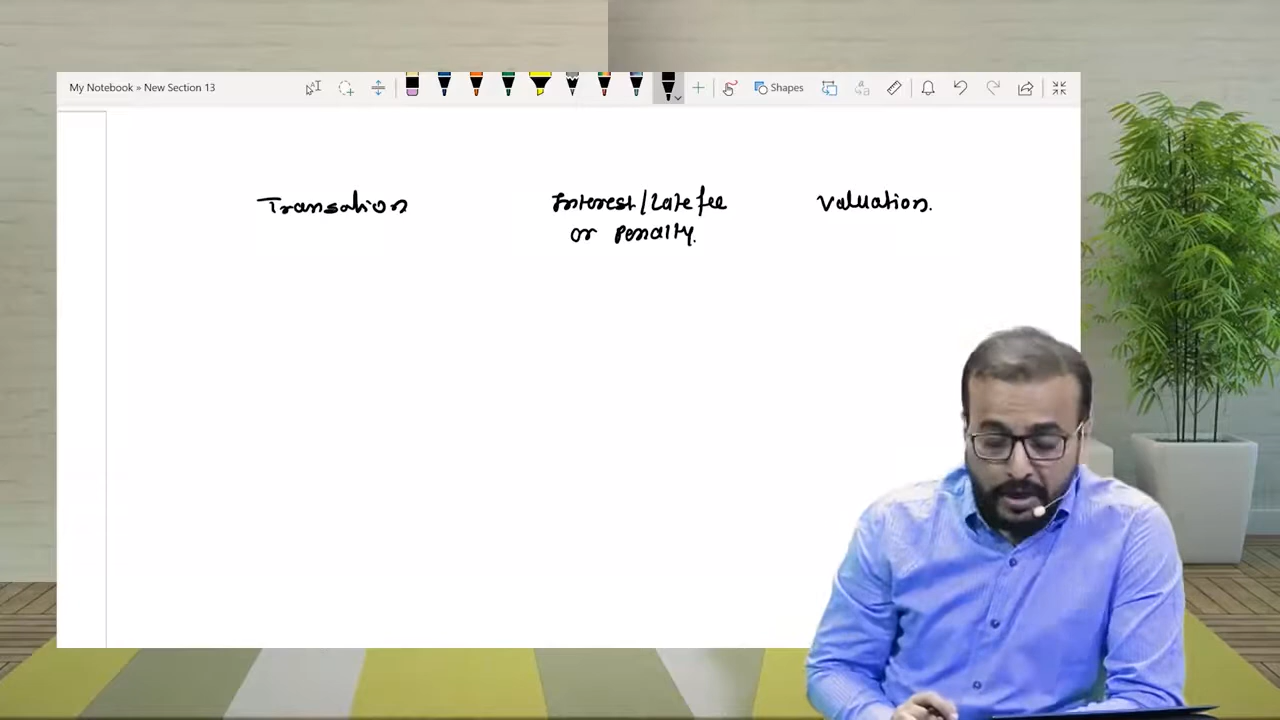 My Notebook » New Section 13
Shapes
Transation Interest/Late fee Valuation.
or Penalty.